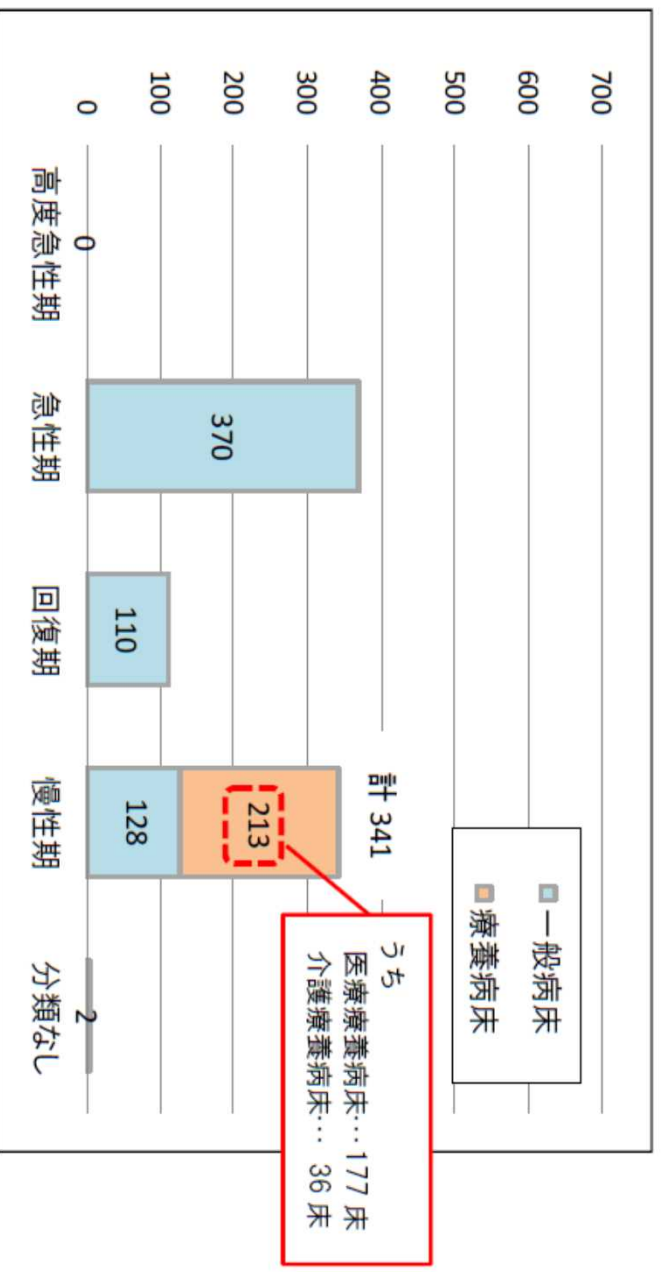 700
600
500
400
300
200
100
0
計 341
0
370
110
213
128
2
高度急性期
急性期
回復期
慢性期
分類なし
一般病床
療養病床
うち
医療療養病床…177 床
介護療養病床… 36 床